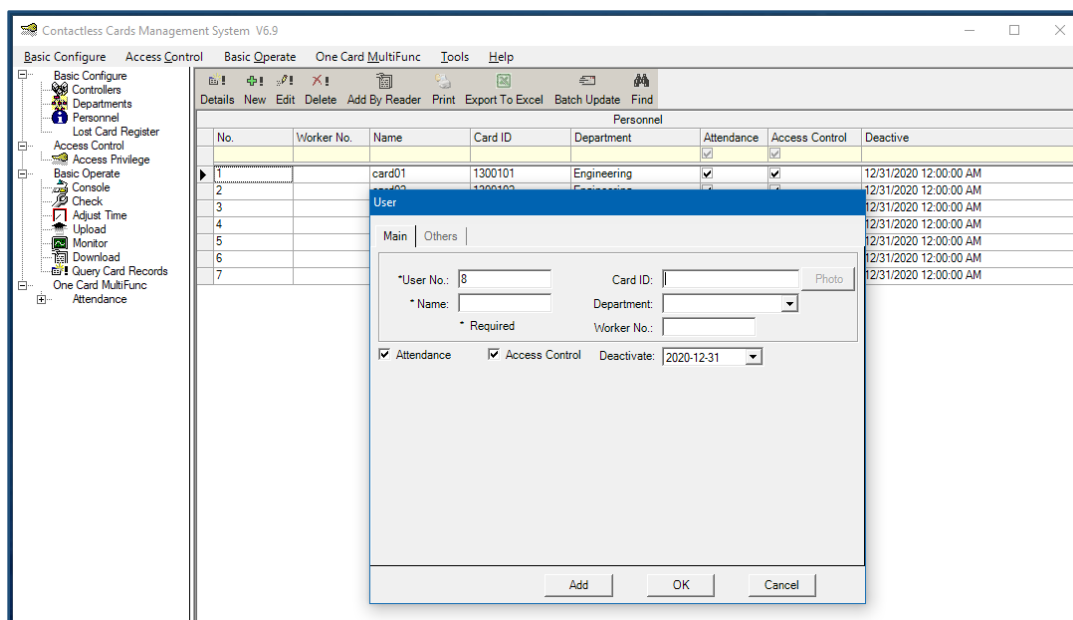 Contactless Cards Management System V6.9
Basic Configure Access Control Basic Operate One Card MultiFunc Tools Help
Basic Configure
Controllers
Departments
Personnel
Lost Card Register
Access Control
Access Privilege
Basic Operate
Console
Check
Adjust Time
Upload
Monitor
Download
Query Card Records
One Card MultiFunc
Attendance
Details New Edit Delete Add By Reader Print Export To Excel Batch Update Find
Personnel
No. Worker No. Name Card ID Department Attendance Access Control Deactive
1 card01 1300101 Engineering 12/31/2020 12:00:00 AM
2 12/31/2020 12:00:00 AM
3 12/31/2020 12:00:00 AM
4 12/31/2020 12:00:00 AM
5 12/31/2020 12:00:00 AM
6 12/31/2020 12:00:00 AM
7 12/31/2020 12:00:00 AM
User
Main Others
*User No.: 8 Card ID: Photo
* Name: Department:
* Required Worker No.:
Attendance Access Control Deactivate: 2020-12-31
Add OK Cancel